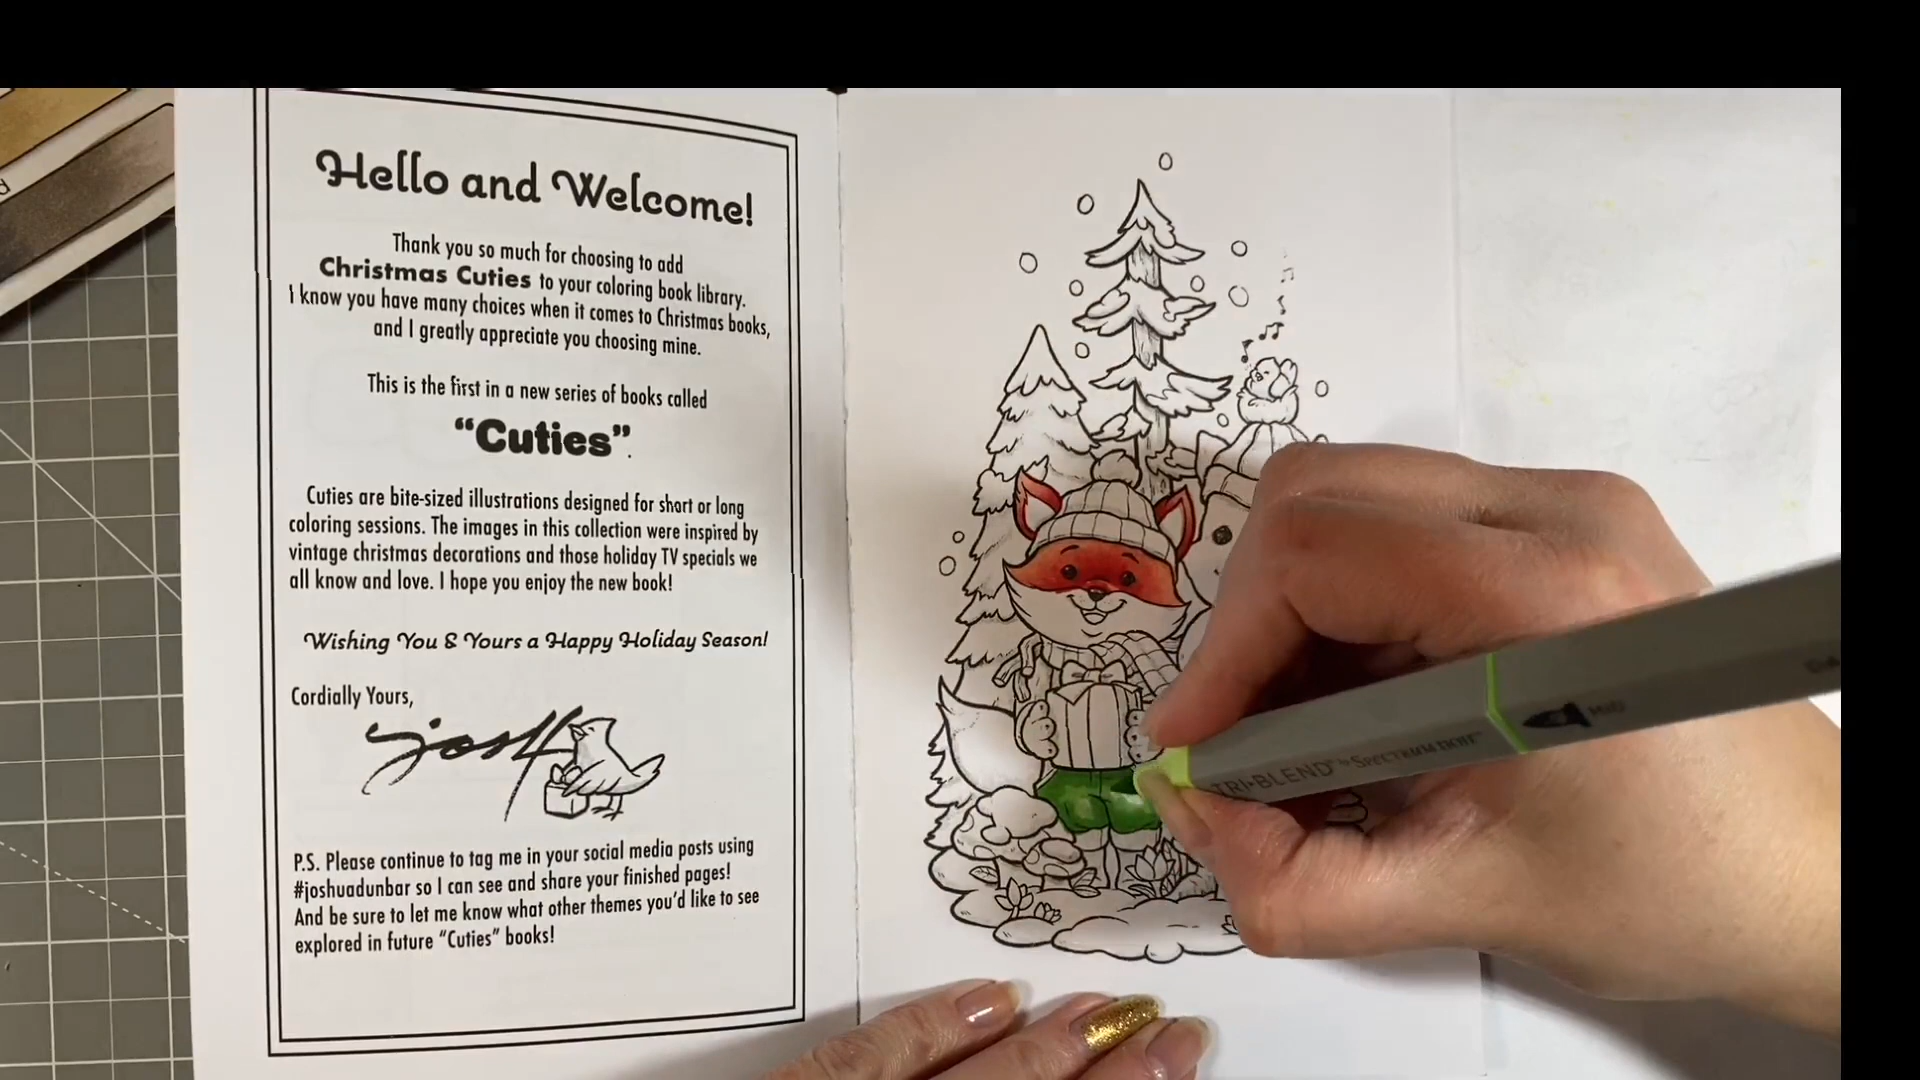 Hello and Welcome!
Thank you so much for choosing to add
Christmas Cuties to your coloring book library.
I know you have many choices when it comes to Christmas books,
and I greatly appreciate you choosing mine.
This is the first in a new series of books called
“Cuties”.
Cuties are bite-sized illustrations designed for short or long
coloring sessions. The images in this collection were inspired by
vintage christmas decorations and those holiday TV specials we
all know and love. I hope you enjoy the new book!
Wishing You & Yours a Happy Holiday Season!
Cordially Yours,
josh
P.S. Please continue to tag me in your social media posts using
#joshuadunbar so I can see and share your finished pages!
And be sure to let me know what other themes you’d like to see
explored in future “Cuties” books!
TRI•BLEND™ by SPECTRUM NOIR™